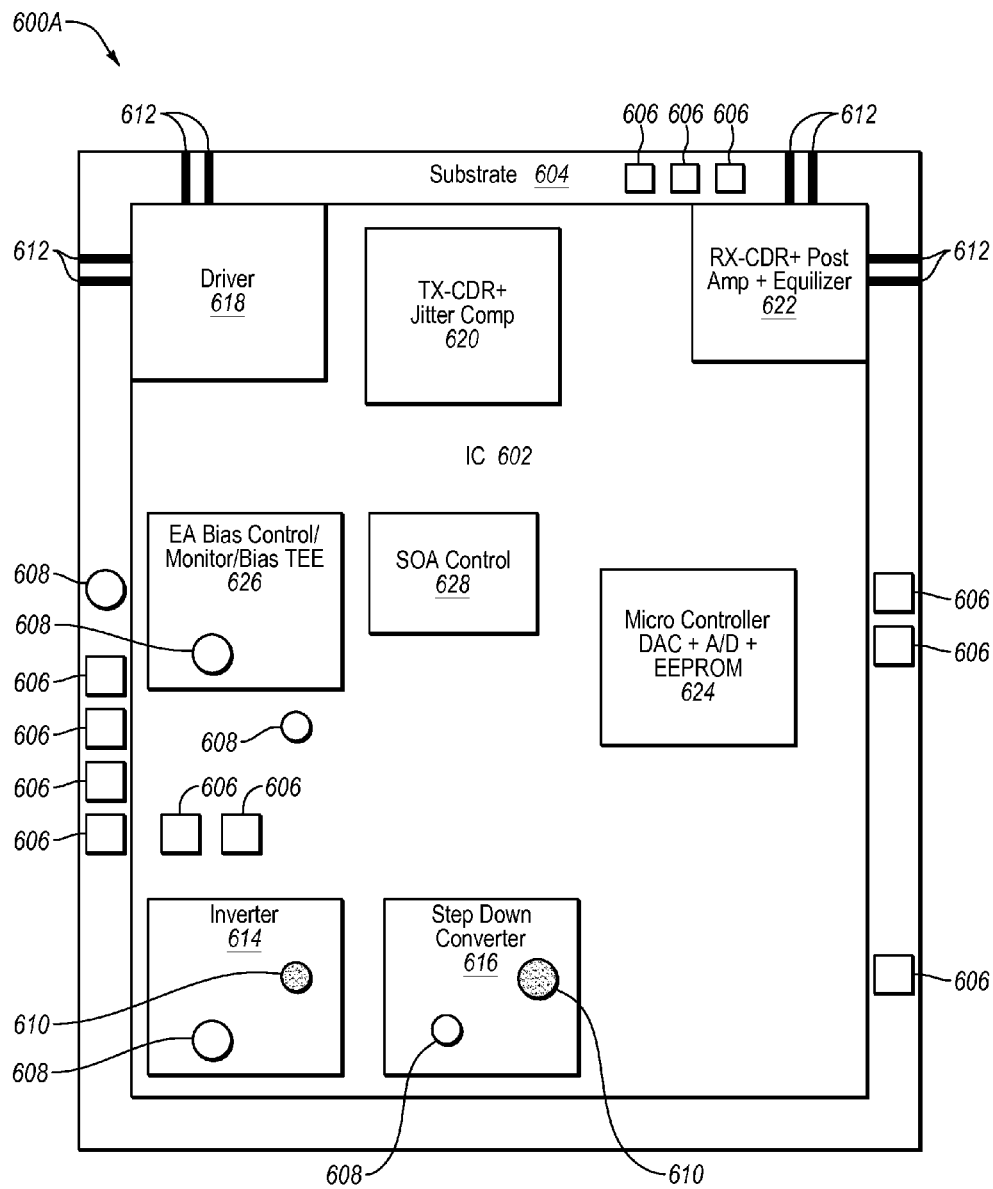 600A
612
606 606 606
612
Substrate 604
612
612
Driver
618
TX-CDR+
Jitter Comp
620
RX-CDR+ Post
Amp + Equilizer
622
IC 602
EA Bias Control/
Monitor/Bias TEE
626
SOA Control
628
608
608
Micro Controller
DAC + A/D +
EEPROM
624
606
606
606
606
606
606
608
606 606
Inverter
614
Step Down
Converter
616
606
610
608
608
610